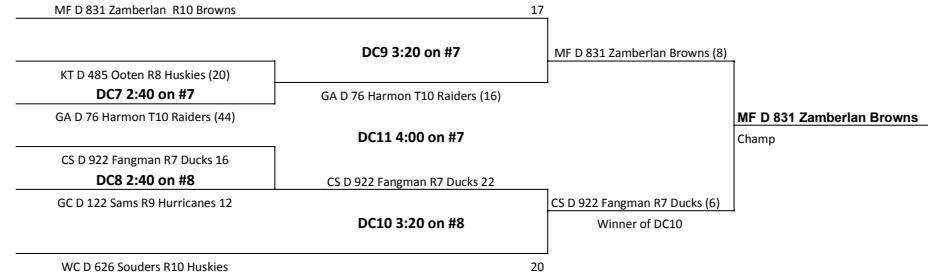 MF D 831 Zamberlan  R10 Browns 17
DC9 3:20 on #7
MF D 831 Zamberlan Browns (8)
KT D 485 Ooten R8 Huskies (20)
DC7 2:40 on #7
GA D 76 Harmon T10 Raiders (16)
GA D 76 Harmon T10 Raiders (44)
MF D 831 Zamberlan Browns
DC11 4:00 on #7
Champ
CS D 922 Fangman R7 Ducks 16
DC8 2:40 on #8
CS D 922 Fangman R7 Ducks 22
GC D 122 Sams R9 Hurricanes 12
CS D 922 Fangman R7 Ducks (6)
DC10 3:20 on #8
Winner of DC10
WC D 626 Souders R10 Huskies 20